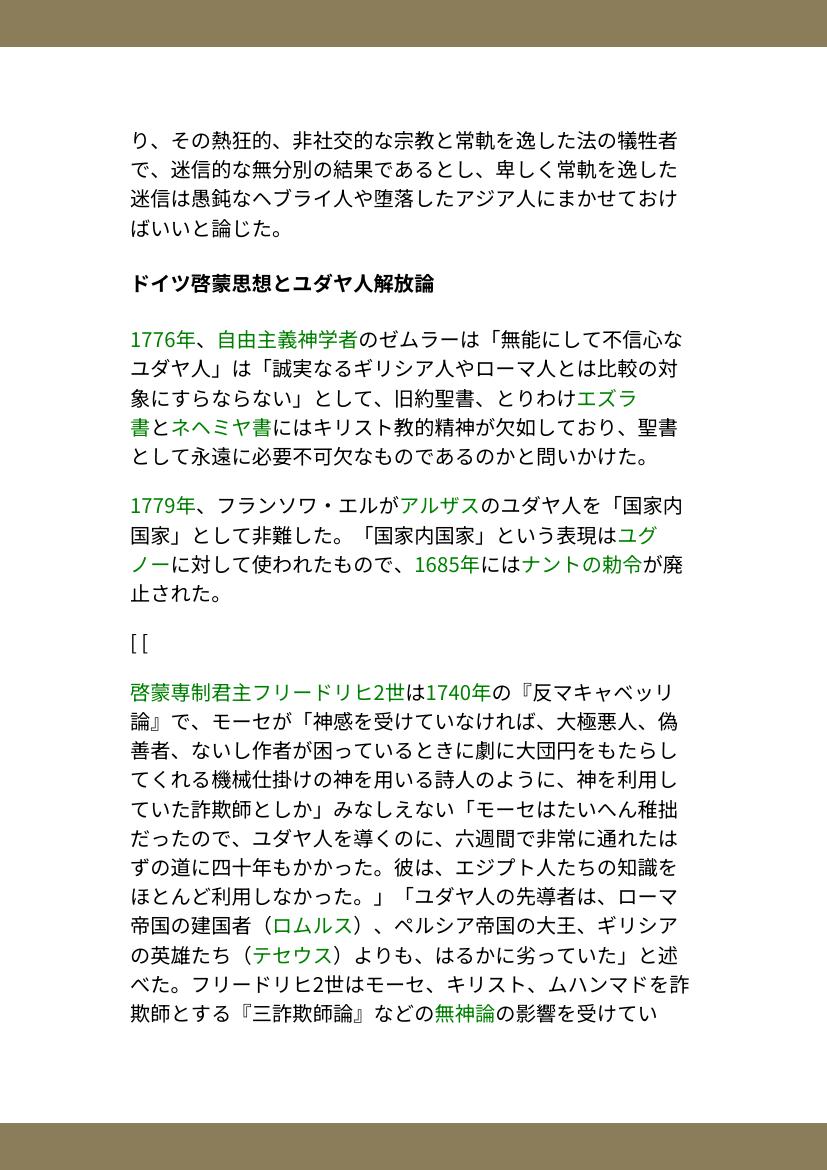 り、その熱狂的、非社交的な宗教と常軌を逸した法の犠牲者
で、迷信的な無分別の結果であるとし、卑しく常軌を逸した
迷信は愚鈍なヘブライ人や堕落したアジア人にまかせておけ
ばいいと論じた。
ドイツ啓蒙思想とユダヤ人解放論
1776年、自由主義神学者のゼムラーは「無能にして不信心な
ユダヤ人」は「誠実なるギリシア人やローマ人とは比較の対
象にすらならない」として、旧約聖書、とりわけエズラ
書とネヘミヤ書にはキリスト教的精神が欠如しており、聖書
として永遠に必要不可欠なものであるのかと問いかけた。
1779年、フランソワ・エルがアルザスのユダヤ人を「国家内
国家」として非難した。「国家内国家」という表現はユグ
ノーに対して使われたもので、1685年にはナントの勅令が廃
止された。
[ [
啓蒙専制君主フリードリヒ2世は1740年の『反マキャベッリ
論』で、モーセが「神感を受けていなければ、大極悪人、偽
善者、ないし作者が困っているときに劇に大団円をもたらし
てくれる機械仕掛けの神を用いる詩人のように、神を利用し
ていた詐欺師としか」みなしえない「モーセはたいへん稚拙
だったので、ユダヤ人を導くのに、六週間で非常に通れたは
ずの道に四十年もかかった。彼は、エジプト人たちの知識を
ほとんど利用しなかった。」「ユダヤ人の先導者は、ローマ
帝国の建国者（ロムルス）、ペルシア帝国の大王、ギリシア
の英雄たち（テセウス）よりも、はるかに劣っていた」と述
べた。フリードリヒ2世はモーセ、キリスト、ムハンマドを詐
欺師とする『三詐欺師論』などの無神論の影響を受けてい